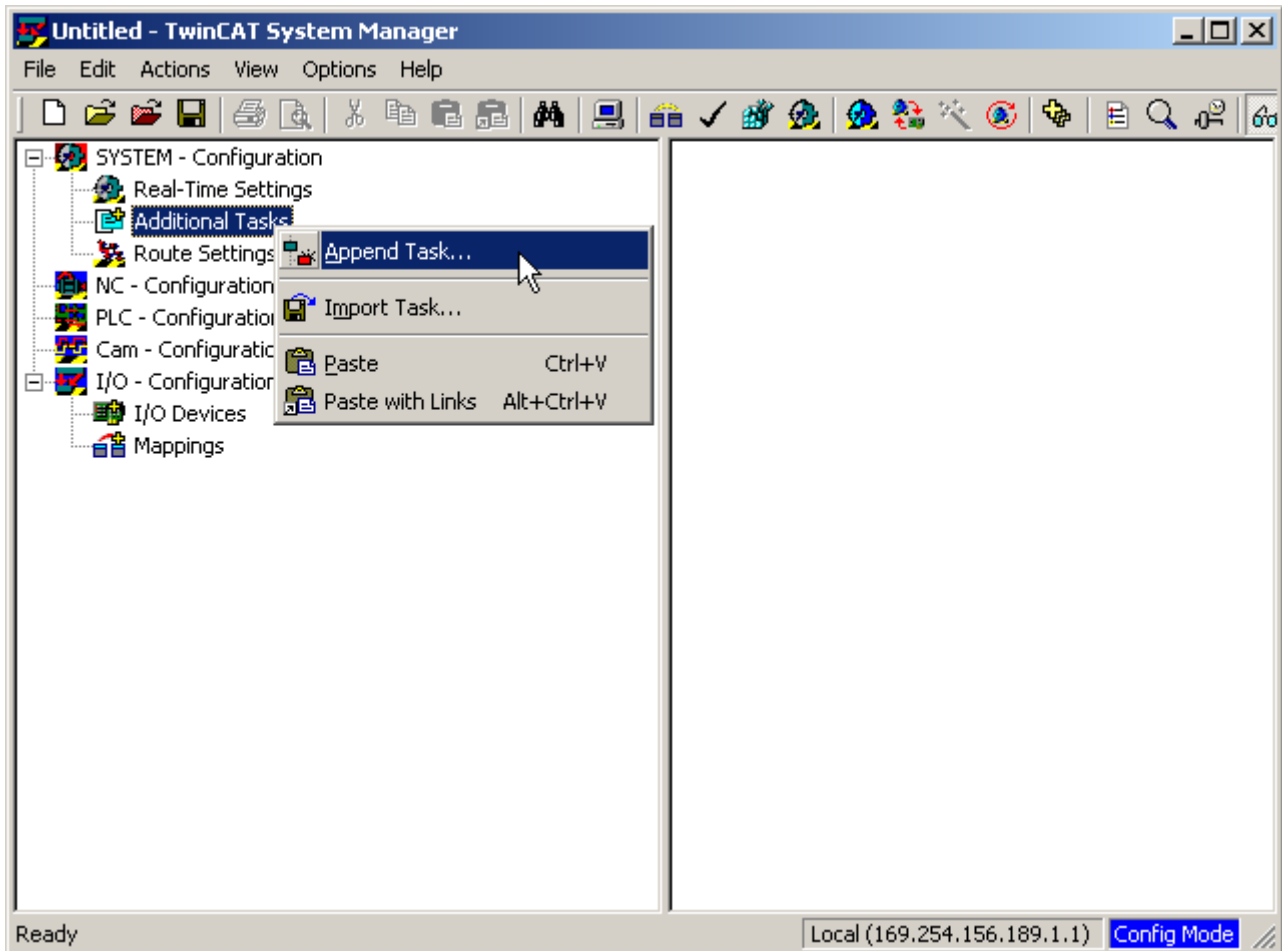 Untitled - TwinCAT System Manager
File Edit Actions View Options Help
SYSTEM - Configuration
Real-Time Settings
Additional Tasks
Route Settings
NC - Configuration
PLC - Configuratio
Cam - Configuratic
I/O - Configuration
I/O Devices
Mappings
Append Task...
Import Task...
Paste Ctrl+V
Paste with Links Alt+Ctrl+V
Ready Local (169.254.156.189.1.1) Config Mode